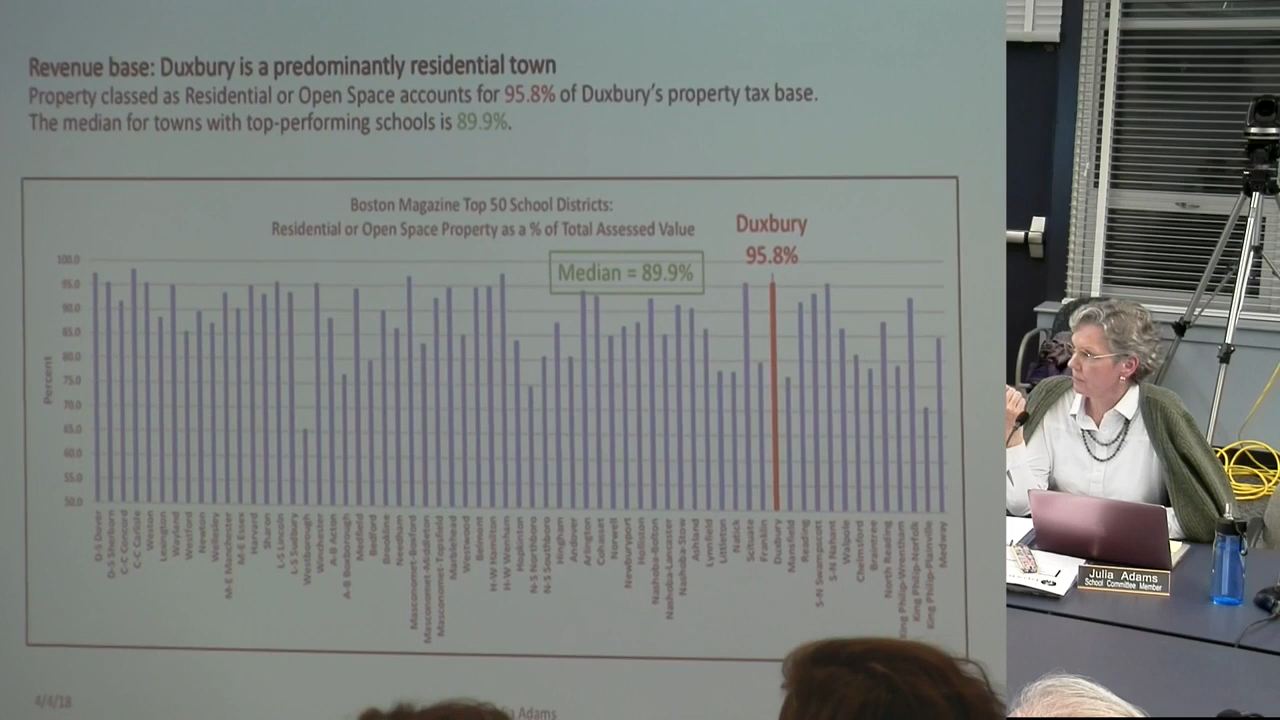 Revenue base: Duxbury is a predominantly residential town
Property classed as Residential or Open Space accounts for 95.8% of Duxbury's property tax base.
The median for towns with top-performing schools is 89.9%.
Boston Magazine Top 50 School Districts:
Residential or Open Space Property as a % of Total Assessed Value
Duxbury
95.8%
Median = 89.9%
Percent
100.0
95.0
90.0
85.0
80.0
75.0
70.0
65.0
60.0
55.0
50.0
D-S Dover
D-S Sherborn
C-C Concord
C-C Carlisle
Weston
Lexington
Wayland
Westford
Newton
Wellesley
M-E Manchester
M-E Essex
Harvard
Sharon
L-S Lincoln
L-S Sudbury
Westborough
Winchester
A-B Acton
A-B Boxborough
Medfield
Bedford
Brookline
Needham
Masconomet-Boxford
Masconomet-Middleton
Masconomet-Topsfield
Marblehead
Westwood
Belmont
H-W Hamilton
H-W Wenham
Hopkinton
N-S Northboro
N-S Southboro
Hingham
Andover
Arlington
Cohasset
Norwell
Newburyport
Holliston
Nashoba-Bolton
Nashoba-Lancaster
Nashoba-Stow
Ashland
Lynnfield
Littleton
Natick
Scituate
Franklin
Duxbury
Mansfield
Reading
S-N Swampscott
S-N Nahant
Walpole
Chelmsford
Braintree
North Reading
King Philip-Wrentham
King Philip-Norfolk
King Philip-Plainville
Medway
4/4/18
Adams
Julia Adams
School Committee Member